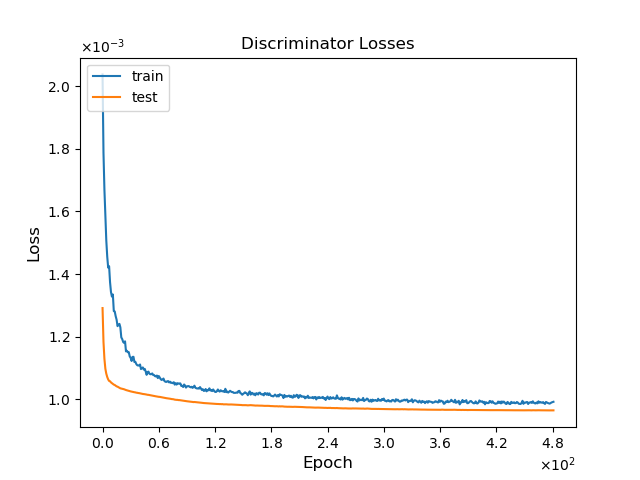 Discriminator Losses
×10⁻³
train
test
2.0
1.8
1.6
1.4
1.2
1.0
Loss
0.0 0.6 1.2 1.8 2.4 3.0 3.6 4.2 4.8
Epoch
×10²